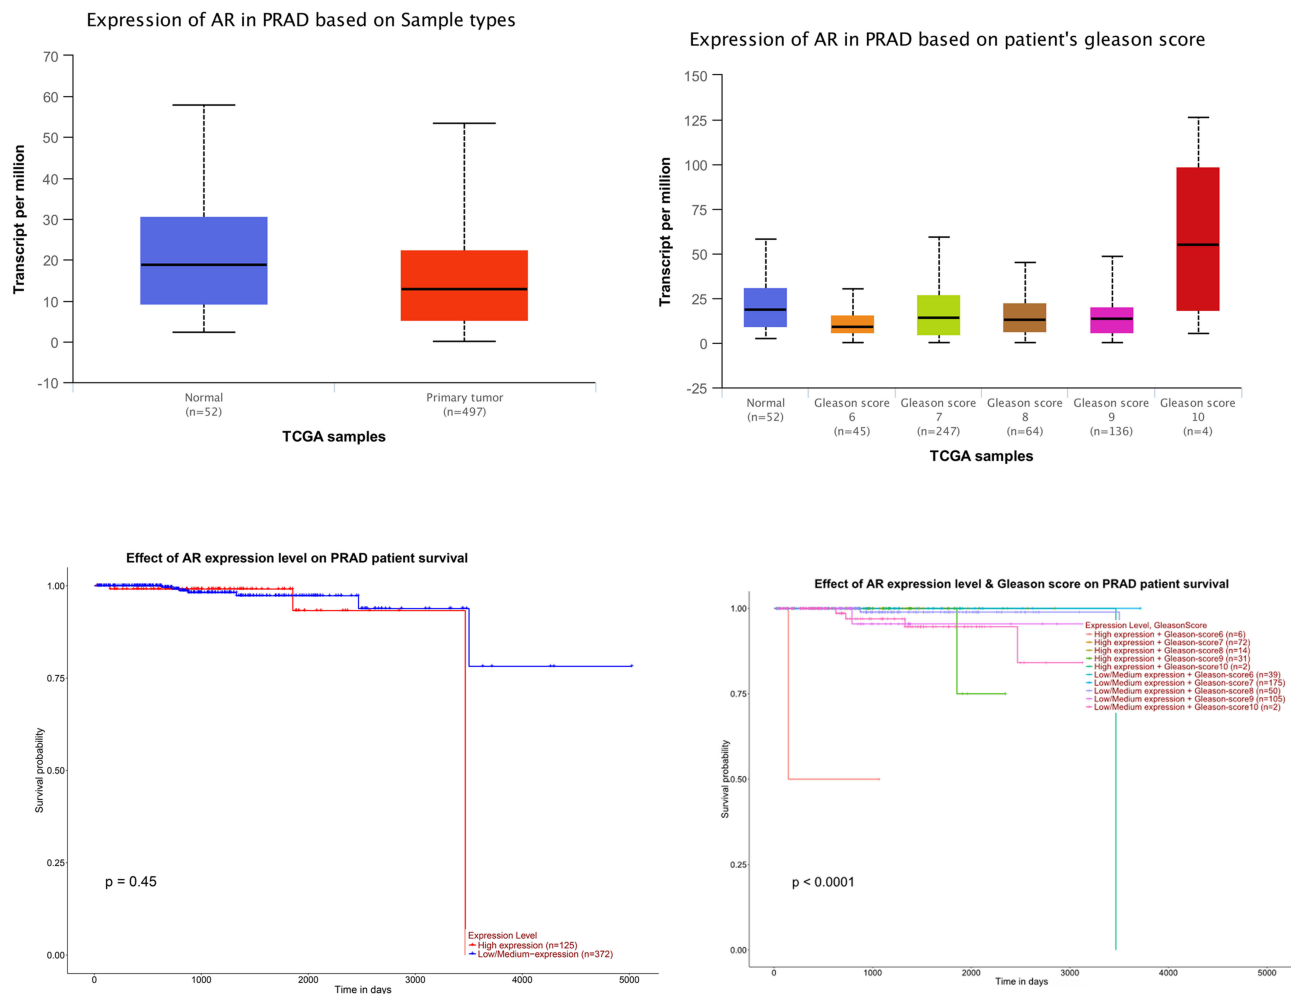 Expression of AR in PRAD based on Sample types
Transcript per million
70
60
50
40
30
20
10
0
-10
Normal
(n=52)
Primary tumor
(n=497)
TCGA samples
Expression of AR in PRAD based on patient's gleason score
Transcript per million
150
125
100
75
50
25
0
-25
Normal
(n=52)
Gleason score
6
(n=45)
Gleason score
7
(n=247)
Gleason score
8
(n=64)
Gleason score
9
(n=136)
Gleason score
10
(n=4)
TCGA samples
Effect of AR expression level on PRAD patient survival
Survival probability
1.00
0.75
0.50
0.25
0.00
p = 0.45
Expression Level
High expression (n=125)
Low/Medium-expression (n=372)
0
1000
2000
3000
4000
5000
Time in days
Effect of AR expression level & Gleason score on PRAD patient survival
Survival probability
1.00
0.75
0.50
0.25
0.00
p < 0.0001
Expression Level, GleasonScore
High expression + Gleason-score6 (n=6)
High expression + Gleason-score7 (n=72)
High expression + Gleason-score8 (n=14)
High expression + Gleason-score9 (n=31)
High expression + Gleason-score10 (n=2)
Low/Medium expression + Gleason-score6 (n=39)
Low/Medium expression + Gleason-score7 (n=175)
Low/Medium expression + Gleason-score8 (n=50)
Low/Medium expression + Gleason-score9 (n=105)
Low/Medium expression + Gleason-score10 (n=2)
0
1000
2000
3000
4000
5000
Time in days